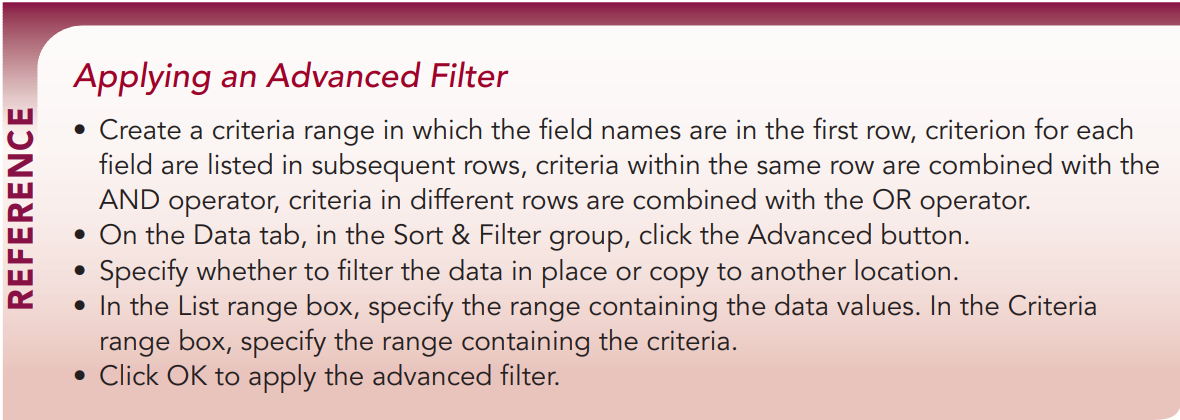 REFERENCE
Applying an Advanced Filter
• Create a criteria range in which the field names are in the first row, criterion for each
field are listed in subsequent rows, criteria within the same row are combined with the
AND operator, criteria in different rows are combined with the OR operator.
• On the Data tab, in the Sort & Filter group, click the Advanced button.
• Specify whether to filter the data in place or copy to another location.
• In the List range box, specify the range containing the data values. In the Criteria
range box, specify the range containing the criteria.
• Click OK to apply the advanced filter.